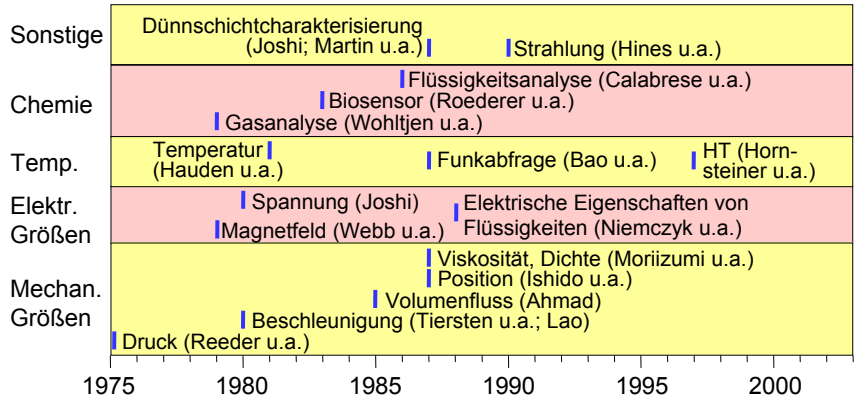 Sonstige
Dünnschichtcharakterisierung
(Joshi; Martin u.a.)
Strahlung (Hines u.a.)
Chemie
Flüssigkeitsanalyse (Calabrese u.a.)
Biosensor (Roederer u.a.)
Gasanalyse (Wohltjen u.a.)
Temp.
Temperatur
(Hauden u.a.)
Funkabfrage (Bao u.a.)
HT (Horn-
steiner u.a.)
Elektr.
Größen
Spannung (Joshi)
Magnetfeld (Webb u.a.)
Elektrische Eigenschaften von
Flüssigkeiten (Niemczyk u.a.)
Mechan.
Größen
Viskosität, Dichte (Moriizumi u.a.)
Position (Ishido u.a.)
Volumenfluss (Ahmad)
Beschleunigung (Tiersten u.a.; Lao)
Druck (Reeder u.a.)
1975 1980 1985 1990 1995 2000